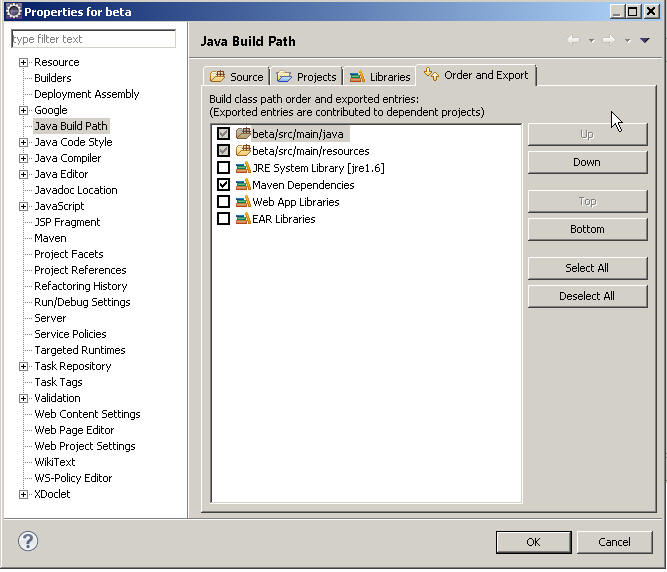 Properties for beta
type filter text
Resource
Builders
Deployment Assembly
Google
Java Build Path
Java Code Style
Java Compiler
Java Editor
Javadoc Location
JavaScript
JSP Fragment
Maven
Project Facets
Project References
Refactoring History
Run/Debug Settings
Server
Service Policies
Targeted Runtimes
Task Repository
Task Tags
Validation
Web Content Settings
Web Page Editor
Web Project Settings
WikiText
WS-Policy Editor
XDoclet
Java Build Path
Source
Projects
Libraries
Order and Export
Build class path order and exported entries:
(Exported entries are contributed to dependent projects)
beta/src/main/java
beta/src/main/resources
JRE System Library [jre1.6]
Maven Dependencies
Web App Libraries
EAR Libraries
Up
Down
Top
Bottom
Select All
Deselect All
?
OK
Cancel